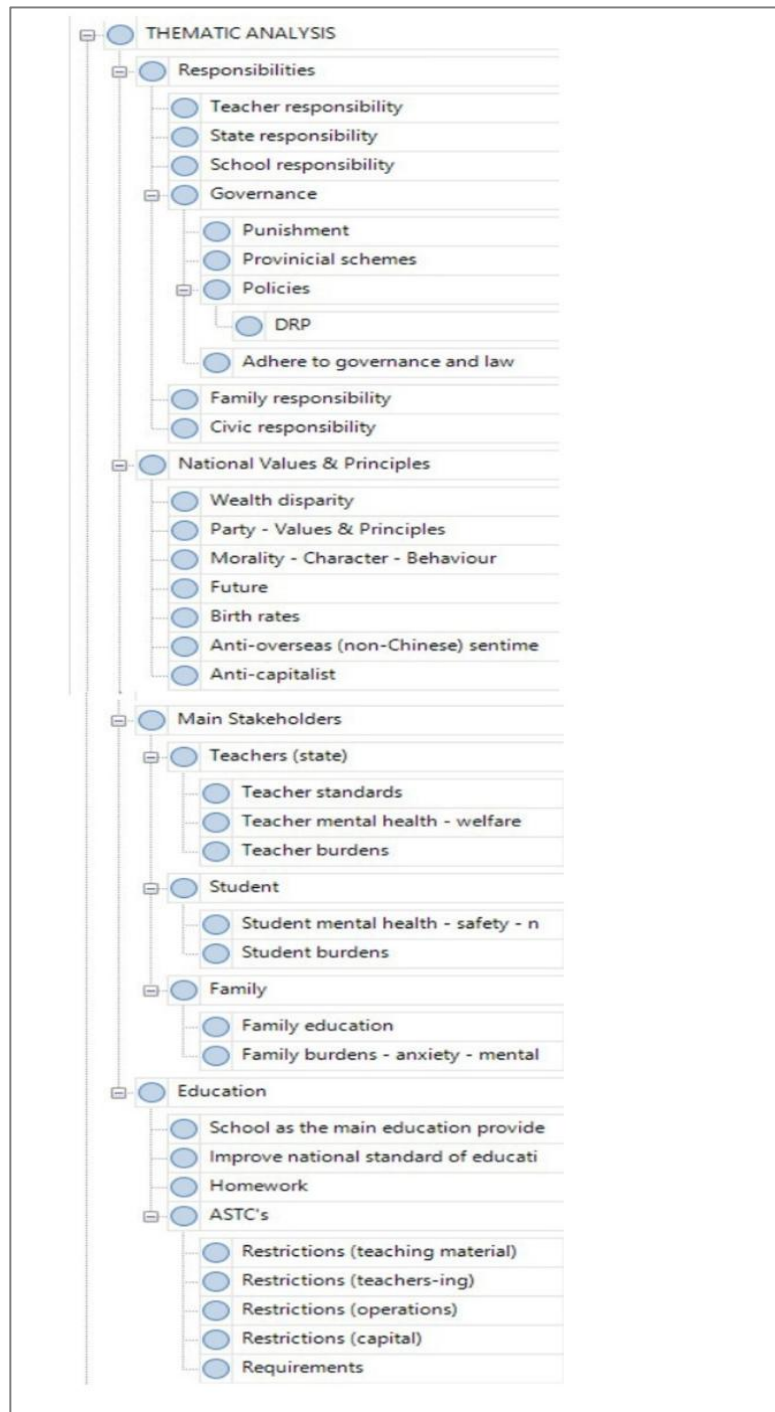 THEMATIC ANALYSIS
Responsibilities
Teacher responsibility
State responsibility
School responsibility
Governance
Punishment
Provinicial schemes
Policies
DRP
Adhere to governance and law
Family responsibility
Civic responsibility
National Values & Principles
Wealth disparity
Party - Values & Principles
Morality - Character - Behaviour
Future
Birth rates
Anti-overseas (non-Chinese) sentime
Anti-capitalist
Main Stakeholders
Teachers (state)
Teacher standards
Teacher mental health - welfare
Teacher burdens
Student
Student mental health - safety - n
Student burdens
Family
Family education
Family burdens - anxiety - mental
Education
School as the main education provide
Improve national standard of educati
Homework
ASTC's
Restrictions (teaching material)
Restrictions (teachers-ing)
Restrictions (operations)
Restrictions (capital)
Requirements